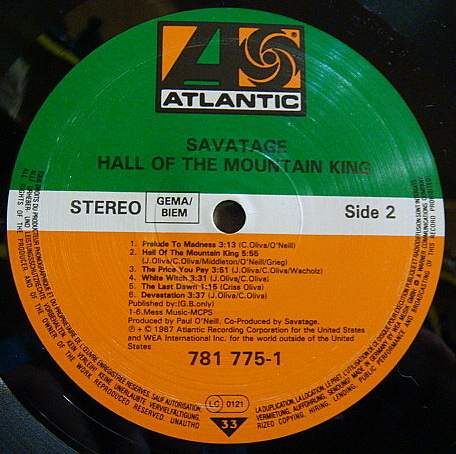 ATLANTIC
SAVATAGE
HALL OF THE MOUNTAIN KING
STEREO
GEMA/
BIEM
Side 2
1. Prelude To Madness 3:13 (C.Oliva/O'Neill)
2. Hall Of The Mountain King 5:55
(J.Oliva/C.Oliva/Middleton/O'Neill/Grieg)
3. The Price You Pay 3:51 (J.Oliva/C.Oliva/Wacholz)
4. White Witch 3:31 (J.Oliva/C.Oliva)
5. The Last Dawn 1:15 (Criss Oliva)
6. Devastation 3:37 (J.Oliva/C.Oliva)
Published by:(G.B.only)
1-6.Mess Music-MCPS
Produced by Paul O'Neill. Co-Produced by Savatage.
℗ + © 1987 Atlantic Recording Corporation for the United States
and WEA International Inc. for the world outside of the United
States
781 775-1
LC 0121
33